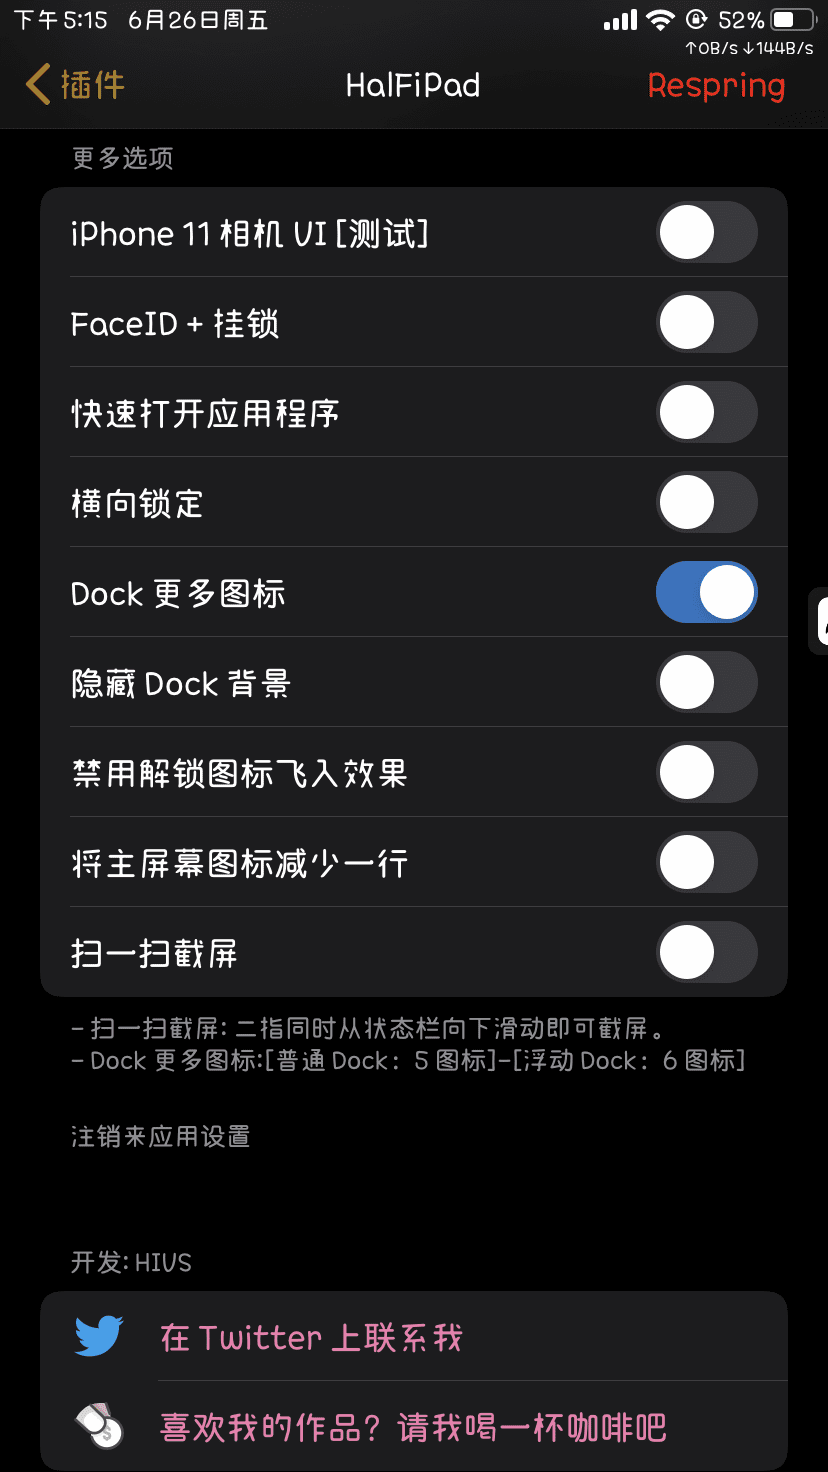 下午5:15 6月26日周五 52%
↑0B/s ↓144B/s
插件 HalFiPad Respring
更多选项
iPhone 11 相机 UI [测试]
FaceID + 挂锁
快速打开应用程序
横向锁定
Dock 更多图标
隐藏 Dock 背景
禁用解锁图标飞入效果
将主屏幕图标减少一行
扫一扫截屏
- 扫一扫截屏: 二指同时从状态栏向下滑动即可截屏。
- Dock 更多图标:[普通 Dock: 5 图标]-[浮动 Dock: 6 图标]
注销来应用设置
开发: HIUS
在 Twitter 上联系我
喜欢我的作品? 请我喝一杯咖啡吧